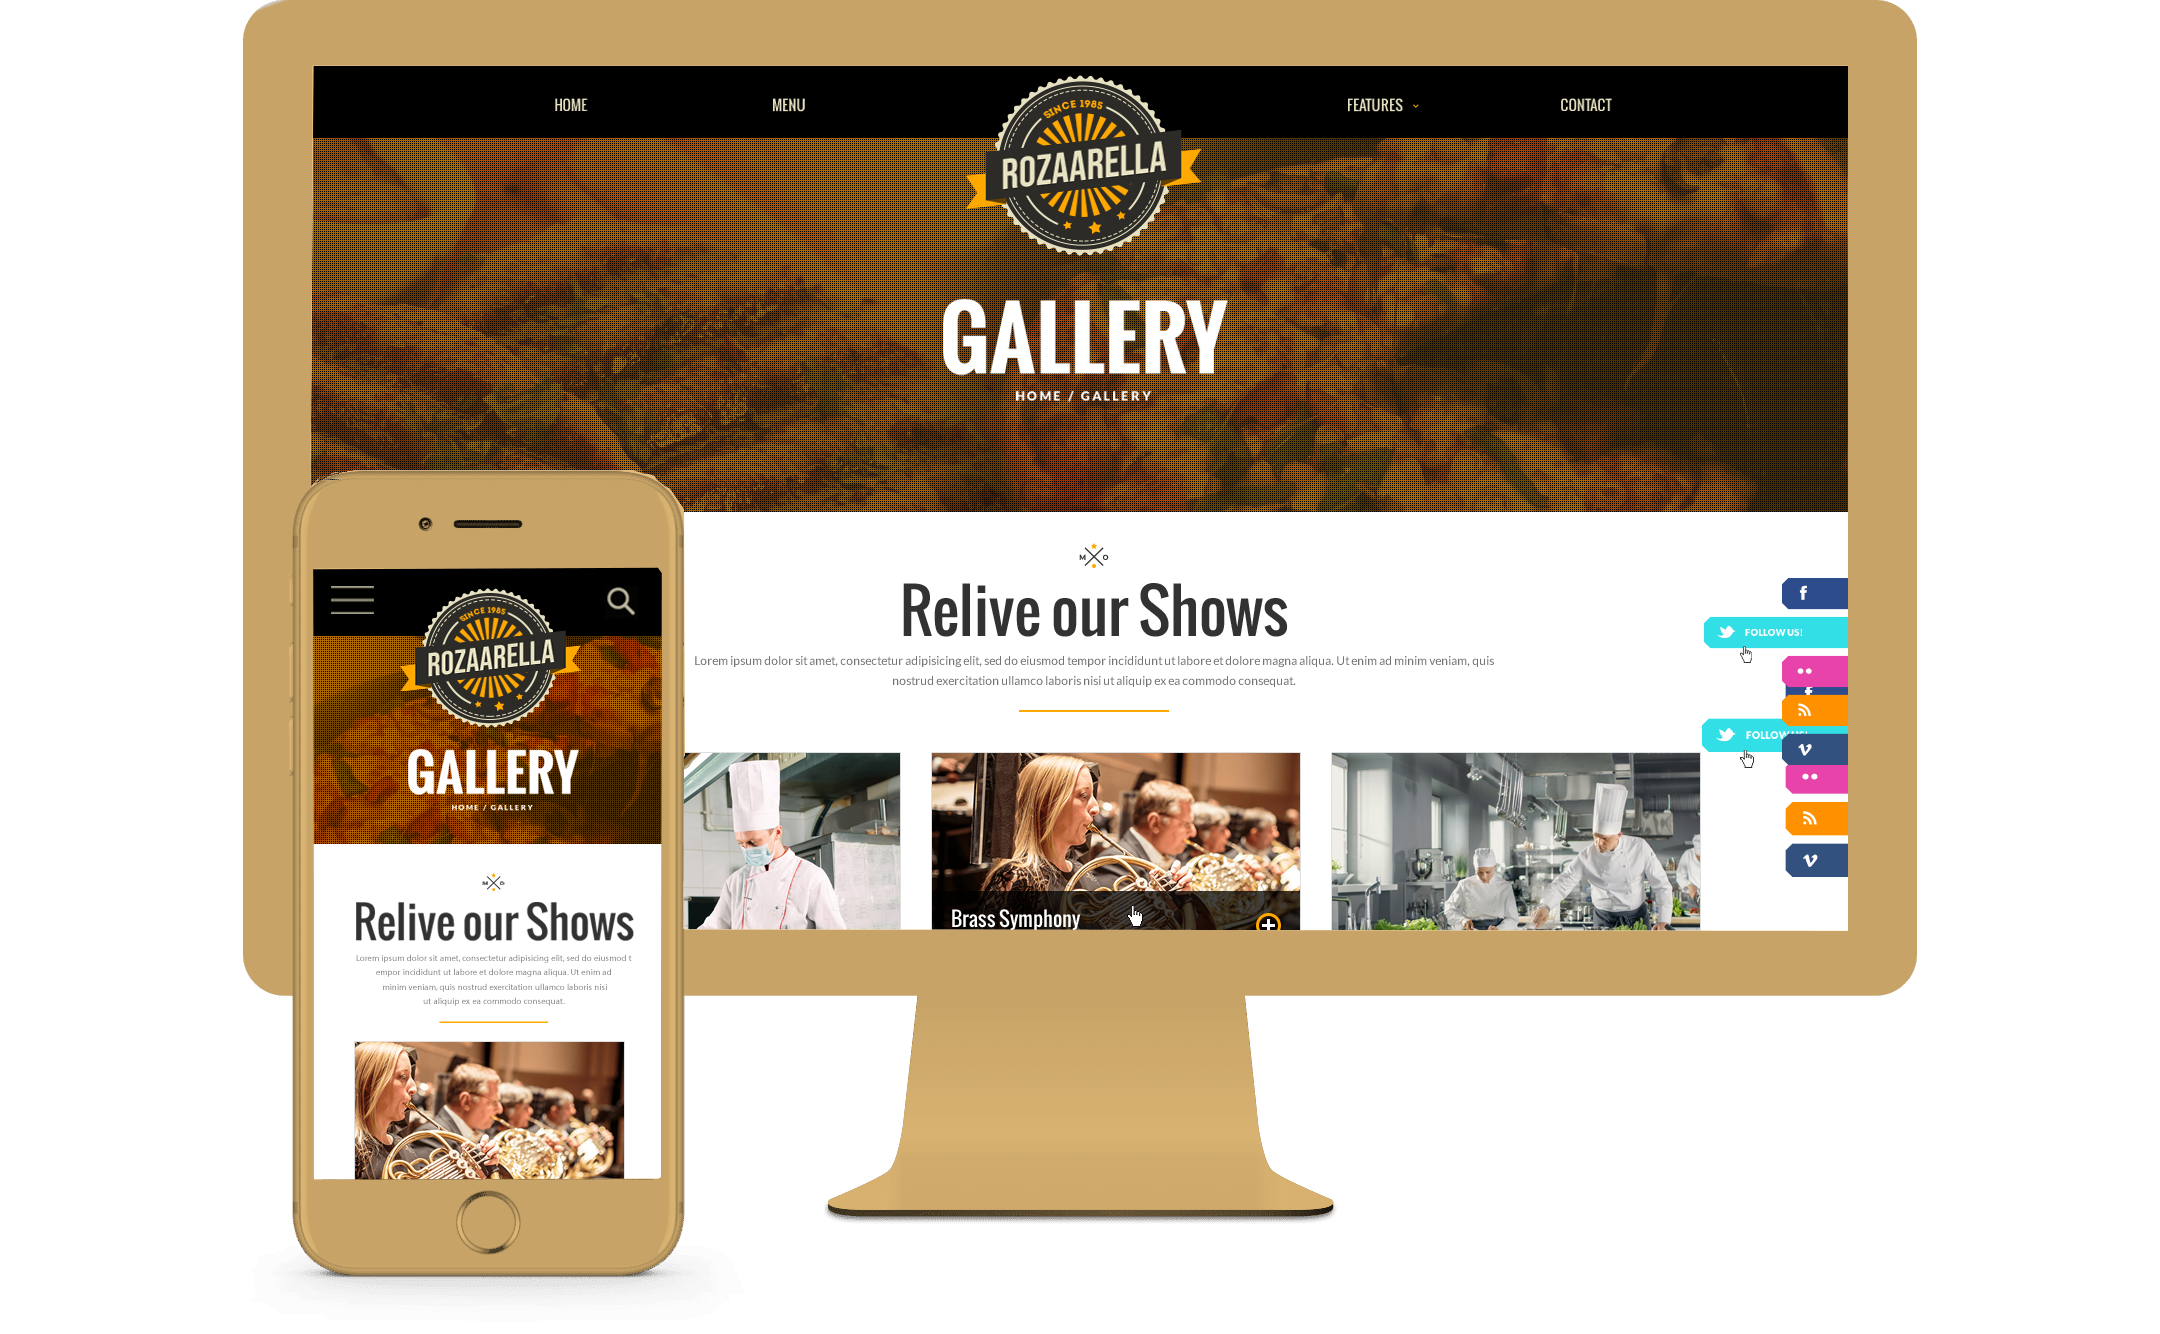 HOME
MENU
FEATURES
CONTACT
SINCE 1985
ROZAARELLA
GALLERY
HOME / GALLERY
M O
Relive our Shows
Lorem ipsum dolor sit amet, consectetur adipisicing elit, sed do eiusmod tempor incididunt ut labore et dolore magna aliqua. Ut enim ad minim veniam, quis
nostrud exercitation ullamco laboris nisi ut aliquip ex ea commodo consequat.
f
FOLLOW US!
f
FOLLOW US!
Brass Symphony
SINCE 1985
ROZAARELLA
GALLERY
HOME / GALLERY
M O
Relive our Shows
Lorem ipsum dolor sit amet, consectetur adipisicing elit, sed do eiusmod t
empor incididunt ut labore et dolore magna aliqua. Ut enim ad
minim veniam, quis nostrud exercitation ullamco laboris nisi
ut aliquip ex ea commodo consequat.